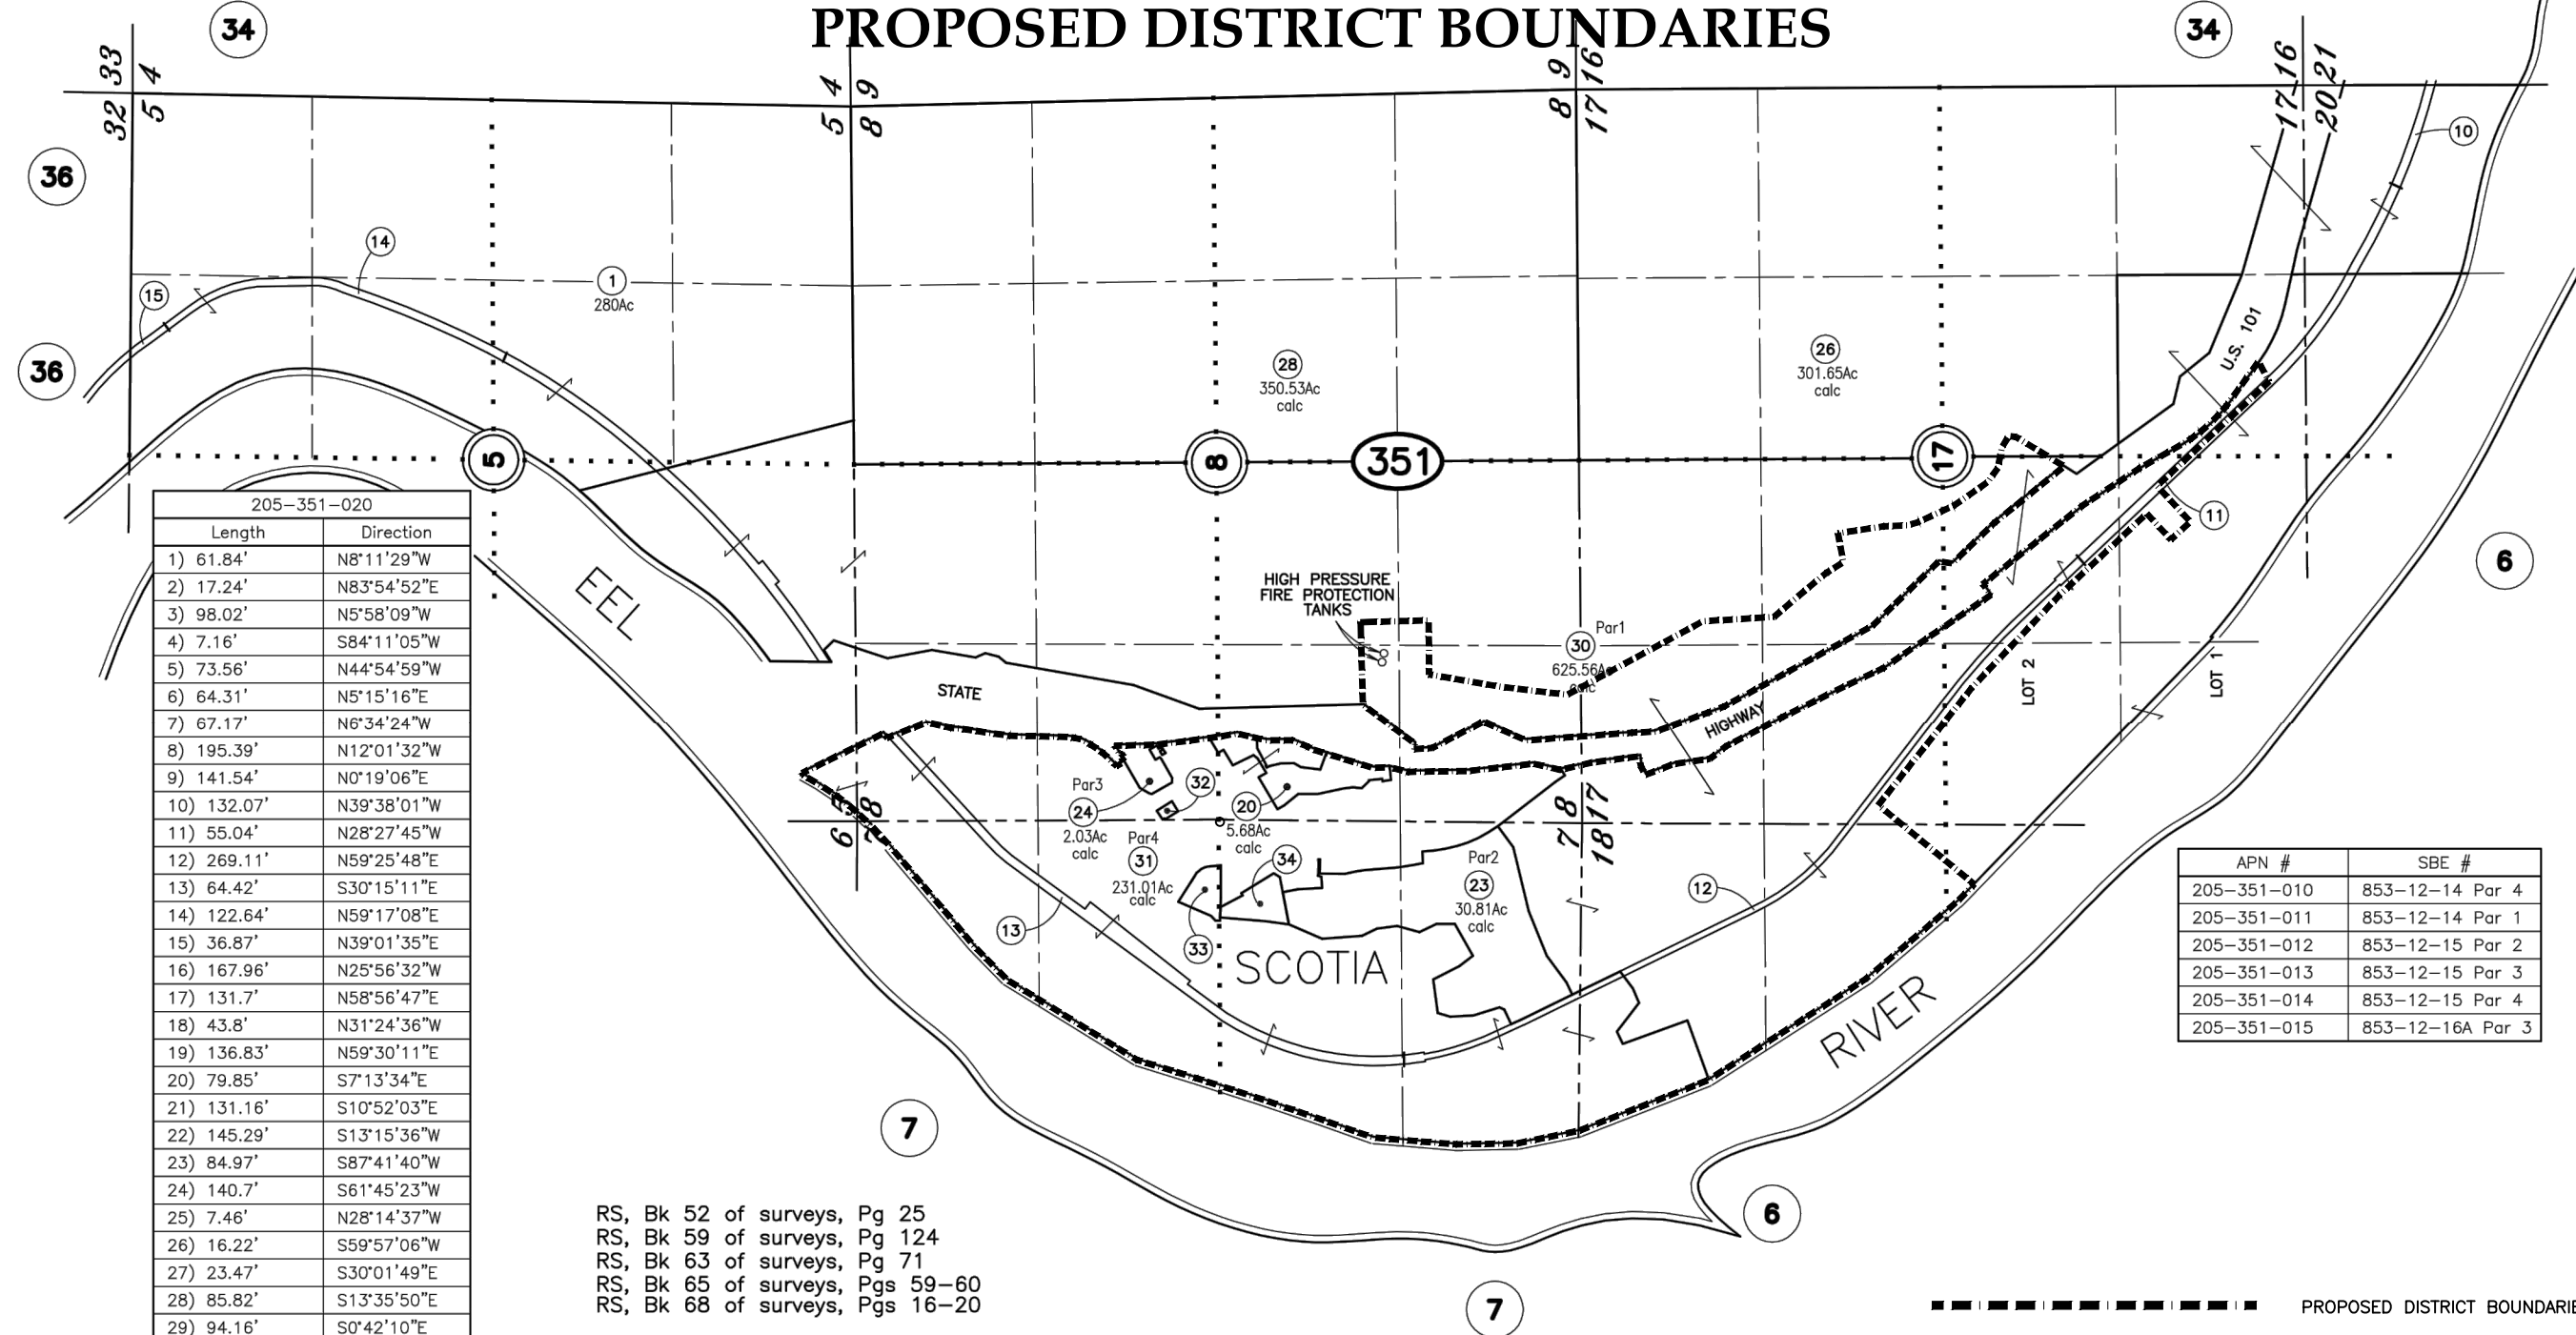 PROPOSED DISTRICT BOUNDARIES
34
34
33 4
32 5
4 9
5 8
9 16
8 17
17 16
20 21
36
36
10
14
15
1
280Ac
28
350.53Ac
calc
26
301.65Ac
calc
U.S. 101
5
8
351
17
11
6
EEL
HIGH PRESSURE
FIRE PROTECTION
TANKS
Par1
30
625.56Ac
calc
STATE
HIGHWAY
LOT 2
LOT 1
Par3
24
2.03Ac
calc
32
20
5.68Ac
calc
Par4
31
231.01Ac
calc
34
33
13
Par2
23
30.81Ac
calc
12
8 17
7 18
6
SCOTIA
RIVER
7
6
7
205-351-020
Length Direction
1) 61.84' N8°11'29"W
2) 17.24' N83°54'52"E
3) 98.02' N5°58'09"W
4) 7.16' S84°11'05"W
5) 73.56' N44°54'59"W
6) 64.31' N5°15'16"E
7) 67.17' N6°34'24"W
8) 195.39' N12°01'32"W
9) 141.54' N0°19'06"E
10) 132.07' N39°38'01"W
11) 55.04' N28°27'45"W
12) 269.11' N59°25'48"E
13) 64.42' S30°15'11"E
14) 122.64' N59°17'08"E
15) 36.87' N39°01'35"E
16) 167.96' N25°56'32"W
17) 131.7' N58°56'47"E
18) 43.8' N31°24'36"W
19) 136.83' N59°30'11"E
20) 79.85' S7°13'34"E
21) 131.16' S10°52'03"E
22) 145.29' S13°15'36"W
23) 84.97' S87°41'40"W
24) 140.7' S61°45'23"W
25) 7.46' N28°14'37"W
26) 16.22' S59°57'06"W
27) 23.47' S30°01'49"E
28) 85.82' S13°35'50"E
29) 94.16' S0°42'10"E
APN # SBE #
205-351-010 853-12-14 Par 4
205-351-011 853-12-14 Par 1
205-351-012 853-12-15 Par 2
205-351-013 853-12-15 Par 3
205-351-014 853-12-15 Par 4
205-351-015 853-12-16A Par 3
RS, Bk 52 of surveys, Pg 25
RS, Bk 59 of surveys, Pg 124
RS, Bk 63 of surveys, Pg 71
RS, Bk 65 of surveys, Pgs 59-60
RS, Bk 68 of surveys, Pgs 16-20
PROPOSED DISTRICT BOUNDARIE